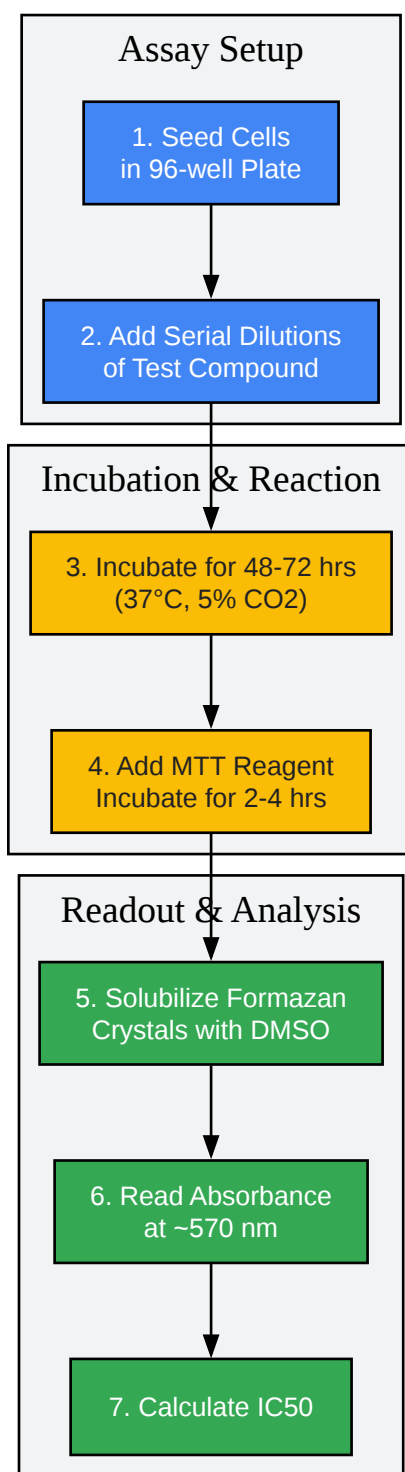 Assay Setup
1. Seed Cells
in 96-well Plate
2. Add Serial Dilutions
of Test Compound
Incubation & Reaction
3. Incubate for 48-72 hrs
(37°C, 5% CO2)
4. Add MTT Reagent
Incubate for 2-4 hrs
Readout & Analysis
5. Solubilize Formazan
Crystals with DMSO
6. Read Absorbance
at ~570 nm
7. Calculate IC50